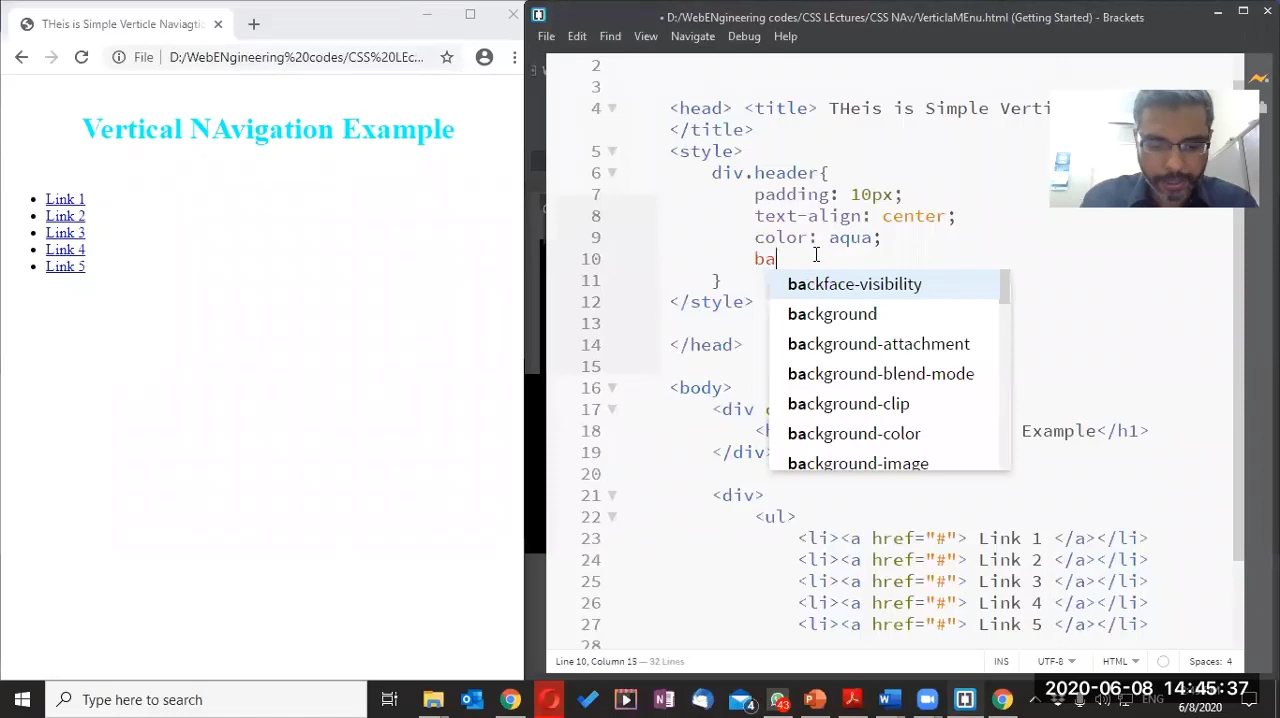 THeis is Simple Verticle Naviagtic
D:/WebENgineering codes/CSS LEctures/CSS NAv/VerticlaMEnu.html (Getting Started) - Brackets
File Edit Find View Navigate Debug Help
File D:/WebENgineering%20codes/CSS%20LEc...
Vertical NAvigation Example
Link 1
Link 2
Link 3
Link 4
Link 5
2
3
4 <head> <title> THeis is Simple Verti
</title>
5 <style>
6 div.header{
7 padding: 10px;
8 text-align: center;
9 color: aqua;
10 ba
11 }
12 </style>
13
14 </head>
15
16 <body>
17 <div
18 Example</h1>
19 </div>
20
21 <div>
22 <ul>
23 <li><a href="#"> Link 1 </a></li>
24 <li><a href="#"> Link 2 </a></li>
25 <li><a href="#"> Link 3 </a></li>
26 <li><a href="#"> Link 4 </a></li>
27 <li><a href="#"> Link 5 </a></li>
28
backface-visibility
background
background-attachment
background-blend-mode
background-clip
background-color
background-image
Line 10, Column 15 — 32 Lines
INS UTF-8 HTML Spaces: 4
Type here to search
4 43
2020-06-08 14:45:37
ENG
6/8/2020